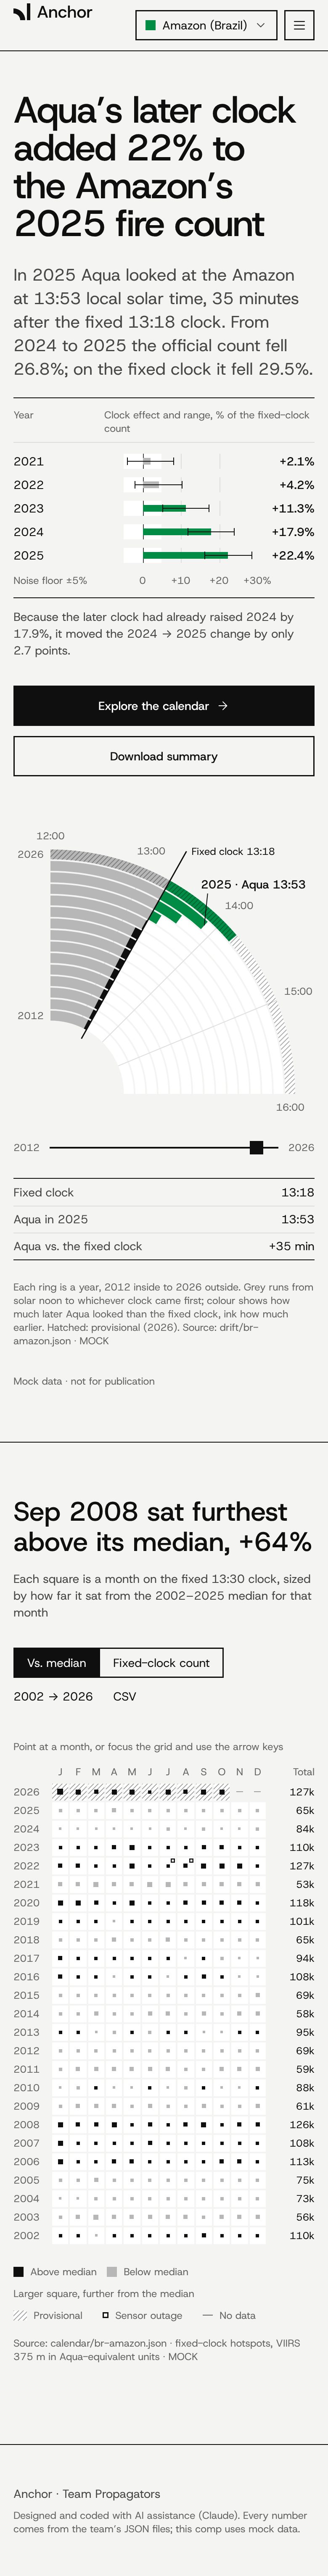 Anchor
Amazon (Brazil)
Aqua's later clock
added 22% to
the Amazon's
2025 fire count
In 2025 Aqua looked at the Amazon
at 13:53 local solar time, 35 minutes
after the fixed 13:18 clock. From
2024 to 2025 the official count fell
26.8%; on the fixed clock it fell 29.5%.
Year Clock effect and range, % of the fixed-clock
count
2021 +2.1%
2022 +4.2%
2023 +11.3%
2024 +17.9%
2025 +22.4%
Noise floor ±5% 0 +10 +20 +30%
Because the later clock had already raised 2024 by
17.9%, it moved the 2024 → 2025 change by only
2.7 points.
Explore the calendar →
Download summary
12:00
2026
13:00
Fixed clock 13:18
2025 · Aqua 13:53
14:00
15:00
2012
16:00
2012 2026
Fixed clock 13:18
Aqua in 2025 13:53
Aqua vs. the fixed clock +35 min
Each ring is a year, 2012 inside to 2026 outside. Grey runs from
solar noon to whichever clock came first; colour shows how
much later Aqua looked than the fixed clock, ink how much
earlier. Hatched: provisional (2026). Source: drift/br-
amazon.json · MOCK
Mock data · not for publication
Sep 2008 sat furthest
above its median, +64%
Each square is a month on the fixed 13:30 clock, sized
by how far it sat from the 2002–2025 median for that
month
Vs. median Fixed-clock count
2002 → 2026 CSV
Point at a month, or focus the grid and use the arrow keys
J F M A M J J A S O N D Total
2026 — — 127k
2025 65k
2024 84k
2023 110k
2022 127k
2021 53k
2020 118k
2019 101k
2018 65k
2017 94k
2016 108k
2015 69k
2014 58k
2013 95k
2012 69k
2011 59k
2010 88k
2009 61k
2008 126k
2007 108k
2006 113k
2005 75k
2004 73k
2003 56k
2002 110k
Above median Below median
Larger square, further from the median
Provisional Sensor outage — No data
Source: calendar/br-amazon.json · fixed-clock hotspots, VIIRS
375 m in Aqua-equivalent units · MOCK
Anchor · Team Propagators
Designed and coded with AI assistance (Claude). Every number
comes from the team's JSON files; this comp uses mock data.